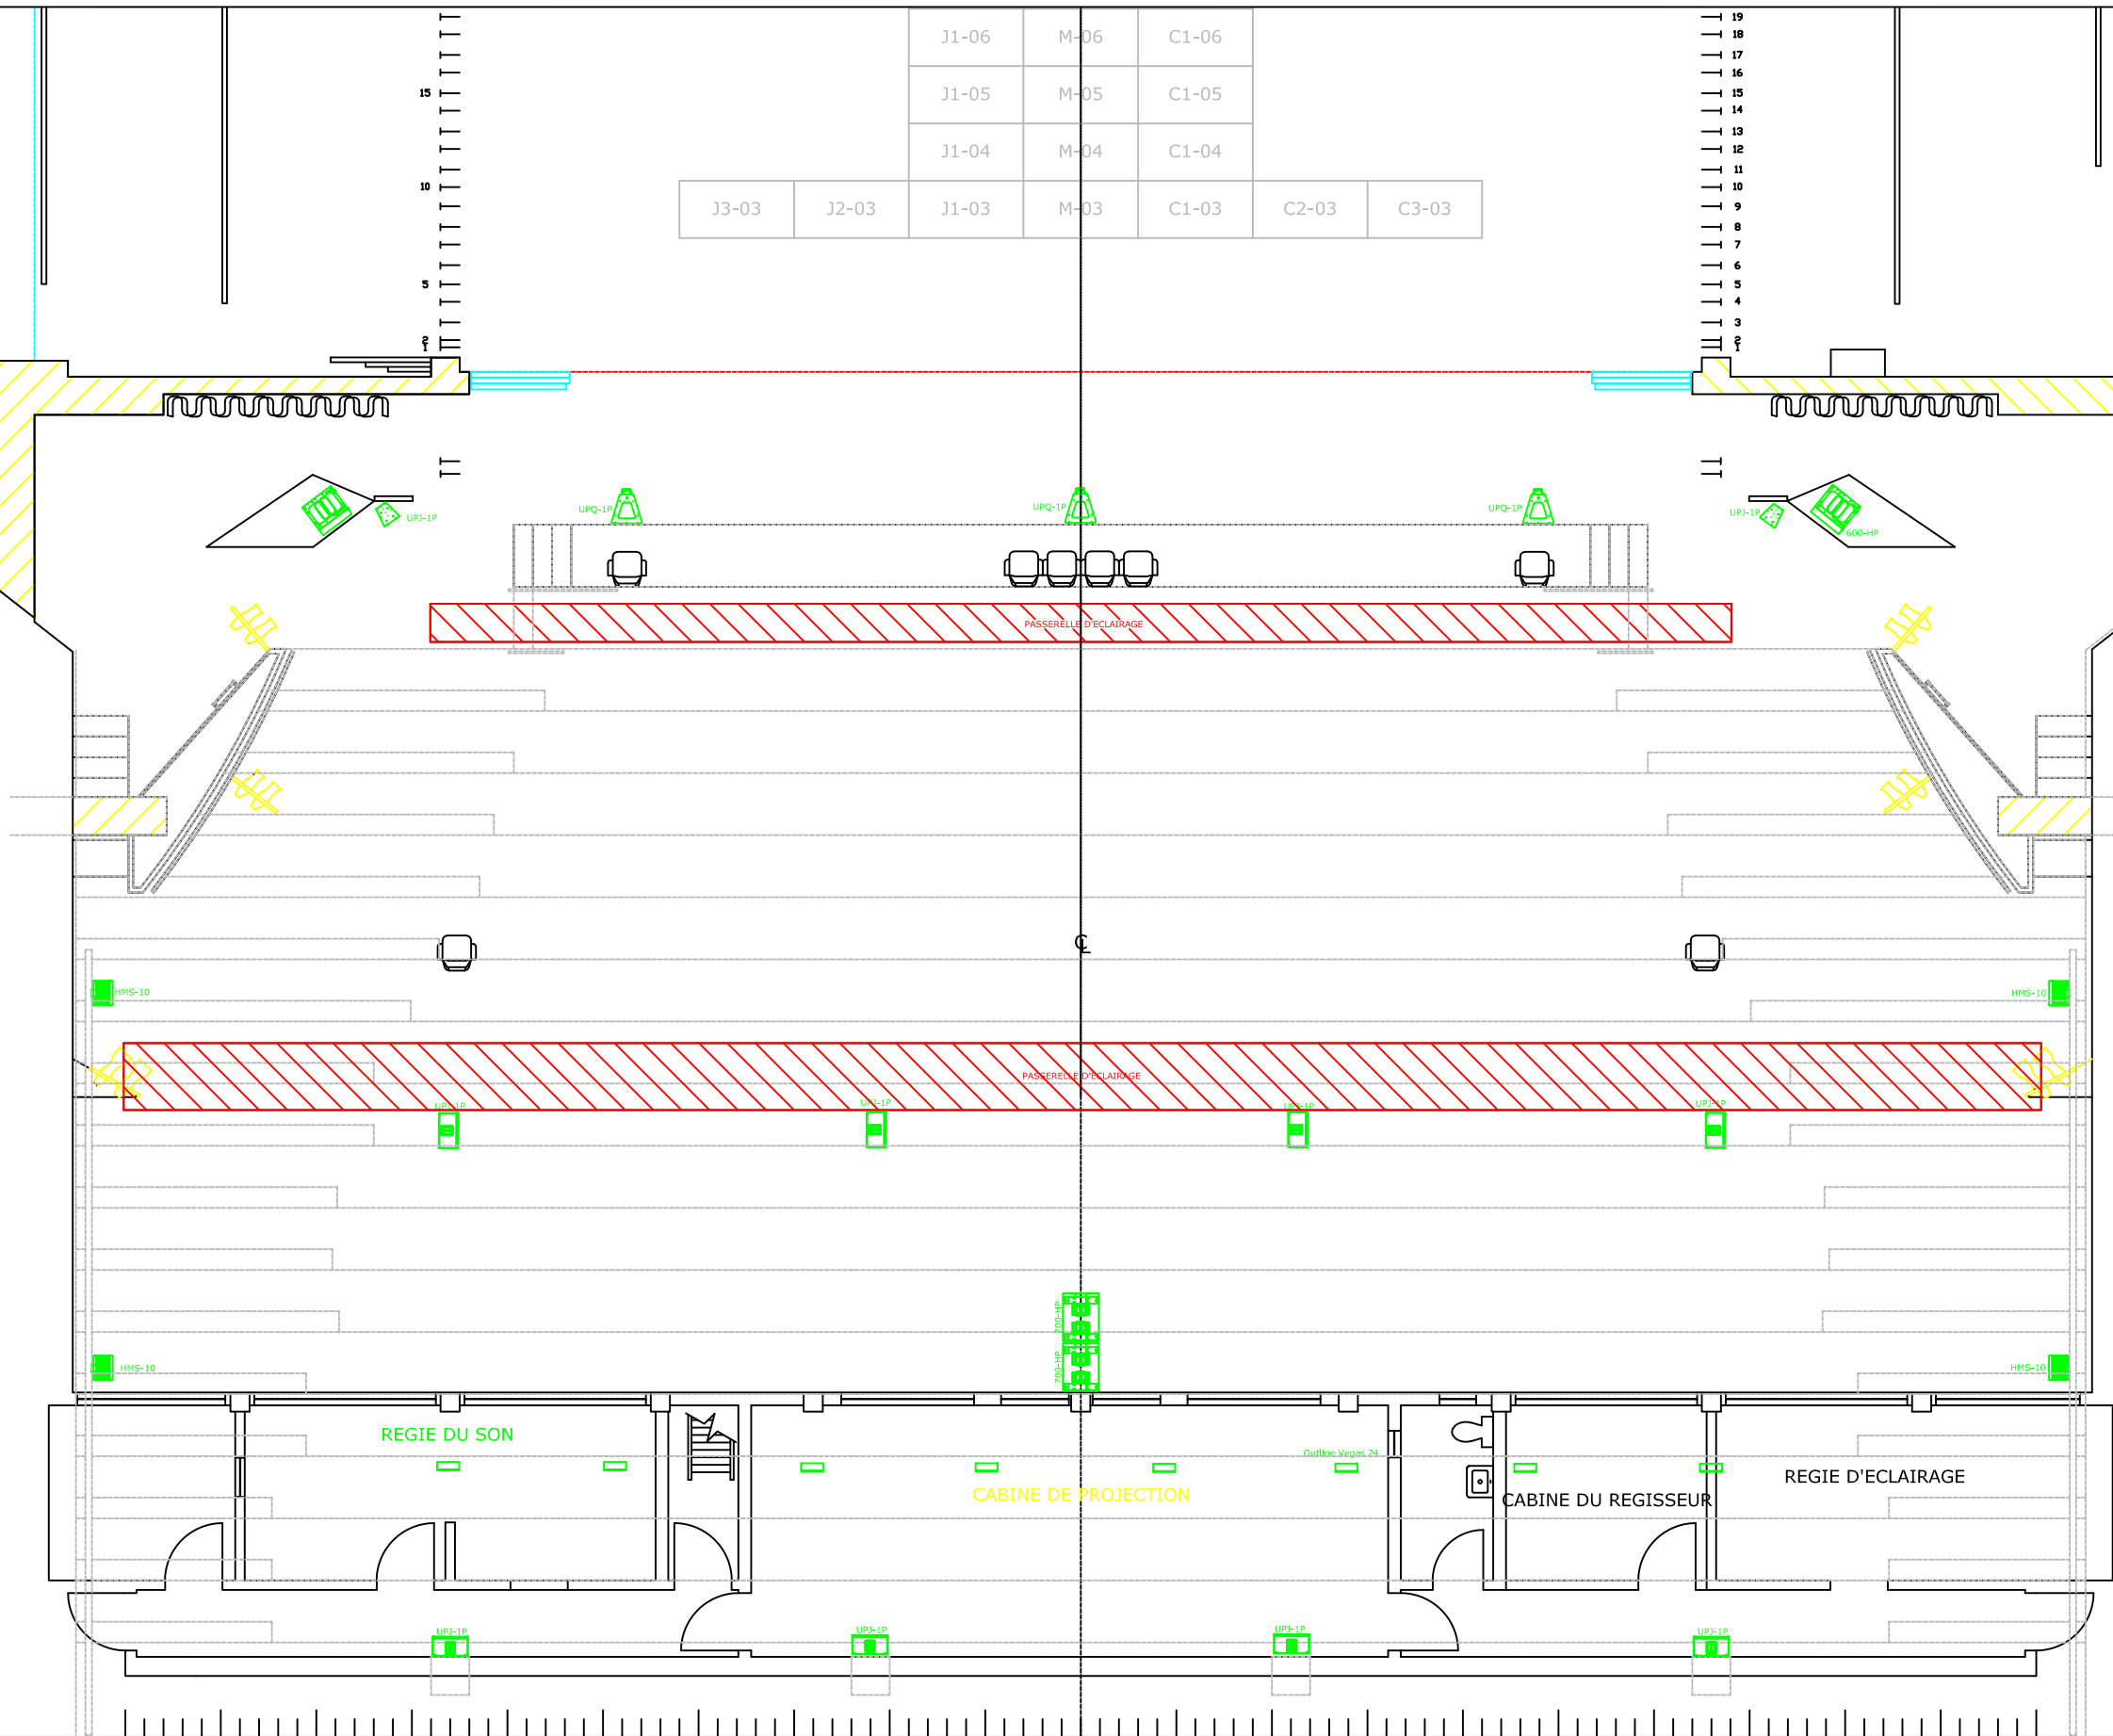 19
J1-06 M-06 C1-06
18
17
16
15 J1-05 M-05 C1-05 15
14
13
12
J1-04 M-04 C1-04
11
10 10
J3-03 J2-03 J1-03 M-03 C1-03 C2-03 C3-03 9
8
7
6
5 5
4
3
2 2
1 1
UPQ-1P UPQ-1P UPQ-1P
UPJ-1P UPJ-1P
600-HP
PASSERELLE D'ECLAIRAGE
CL
HMS-10 HMS-10
PASSERELLE D'ECLAIRAGE
UPJ-1P UPJ-1P UPJ-1P UPJ-1P
700-HP
700-HP
HMS-10 HMS-10
REGIE DU SON
Outline Vegas 24
REGIE D'ECLAIRAGE
CABINE DE PROJECTION
CABINE DU REGISSEUR
UPJ-1P UPJ-1P UPJ-1P UPJ-1P